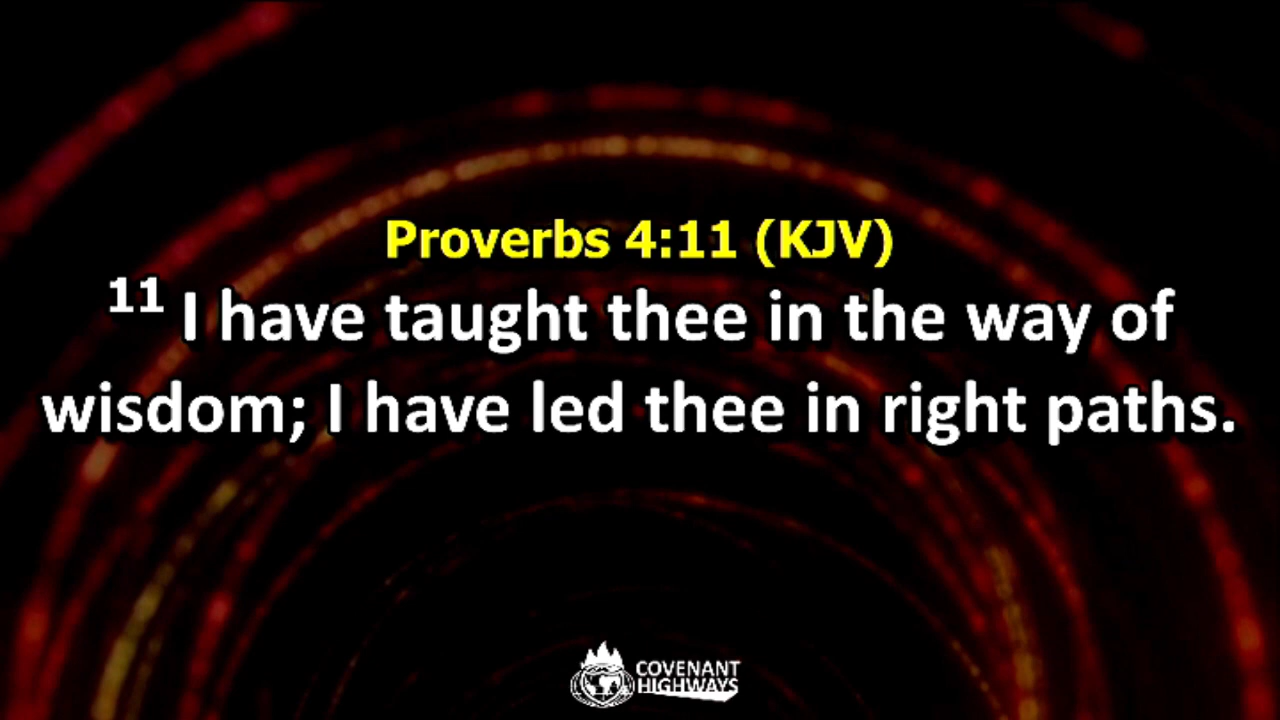 Proverbs 4:11 (KJV)
11 I have taught thee in the way of
wisdom; I have led thee in right paths.
COVENANT
HIGHWAYS